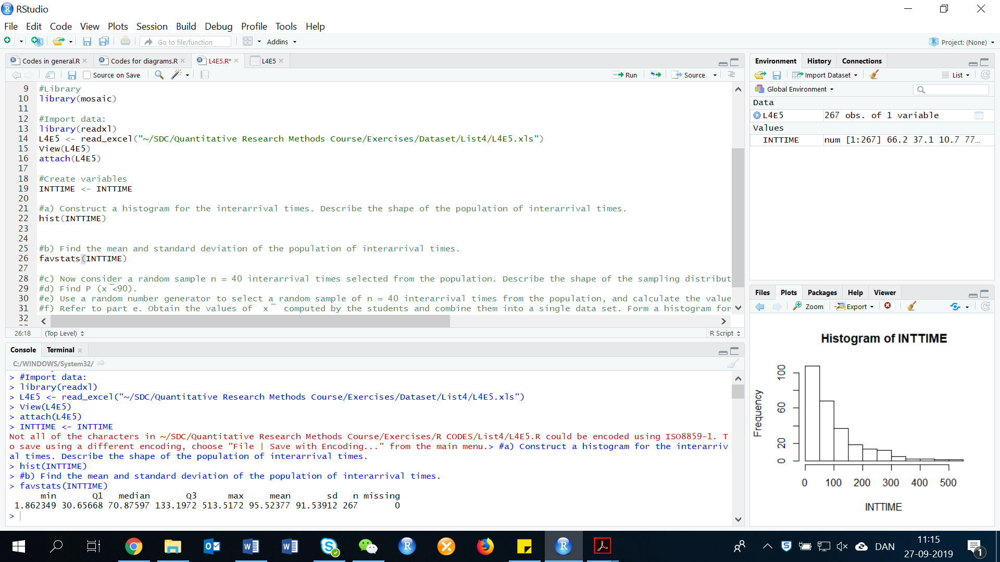 RStudio
File Edit Code View Plots Session Build Debug Profile Tools Help
Go to file/function Addins Project: (None)
Codes in general.R Codes for diagrams.R L4E5.R* L4E5
Source on Save Run Source
9 #Library
10 library(mosaic)
11
12 #Import data:
13 library(readxl)
14 L4E5 <- read_excel("~/SDC/Quantitative Research Methods Course/Exercises/Dataset/List4/L4E5.xls")
15 View(L4E5)
16 attach(L4E5)
17
18 #Create variables
19 INTTIME <- INTTIME
20
21 #a) Construct a histogram for the interarrival times. Describe the shape of the population of interarrival times.
22 hist(INTTIME)
23
24
25 #b) Find the mean and standard deviation of the population of interarrival times.
26 favstats(INTTIME)
27
28 #c) Now consider a random sample n = 40 interarrival times selected from the population. Describe the shape of the sampling distribut
29 #d) Find P (x ¯<90).
30 #e) Use a random number generator to select a random sample of n = 40 interarrival times from the population, and calculate the value
31 #f) Refer to part e. Obtain the values of x ¯ computed by the students and combine them into a single data set. Form a histogram for
32
26:18 (Top Level) R Script
Console Terminal
C:/WINDOWS/System32/
> #Import data:
> library(readxl)
> L4E5 <- read_excel("~/SDC/Quantitative Research Methods Course/Exercises/Dataset/List4/L4E5.xls")
> View(L4E5)
> attach(L4E5)
> INTTIME <- INTTIME
Not all of the characters in ~/SDC/Quantitative Research Methods Course/Exercises/R CODES/List4/L4E5.R could be encoded using ISO8859-1. T
o save using a different encoding, choose "File | Save with Encoding..." from the main menu.> #a) Construct a histogram for the interarriv
al times. Describe the shape of the population of interarrival times.
> hist(INTTIME)
> #b) Find the mean and standard deviation of the population of interarrival times.
> favstats(INTTIME)
min Q1 median Q3 max mean sd n missing
1.862349 30.65668 70.87597 133.1972 513.5172 95.52377 91.53912 267 0
>
Environment History Connections
Import Dataset List
Global Environment
Data
L4E5 267 obs. of 1 variable
Values
INTTIME num [1:267] 66.2 37.1 10.7 77…
Files Plots Packages Help Viewer
Zoom Export
Histogram of INTTIME
Frequency
100
60
20
0
0 100 200 300 400 500
INTTIME
DAN
11:15
27-09-2019
1